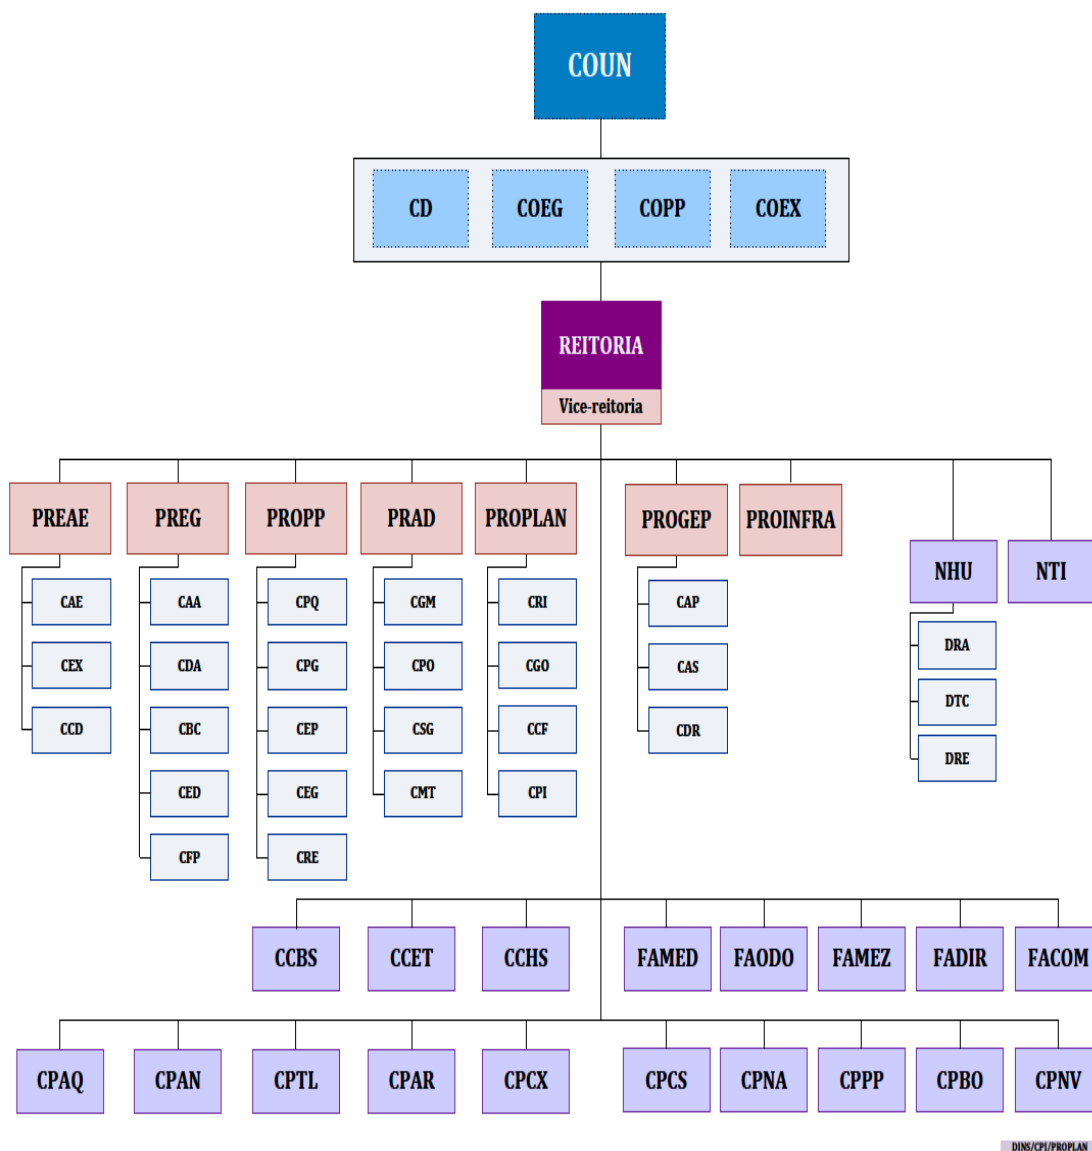 COUN
CD COEG COPP COEX
REITORIA
Vice-reitoria
PREAE PREG PROPP PRAD PROPLAN PROGEP PROINFRA
NHU NTI
CAE CAA CPQ CGM CRI CAP
DRA
CEX CDA CPG CPO CGO CAS
DTC
CCD CBC CEP CSG CCF CDR
DRE
CED CEG CMT CPI
CFP CRE
CCBS CCET CCHS FAMED FAODO FAMEZ FADIR FACOM
CPAQ CPAN CPTL CPAR CPCX CPCS CPNA CPPP CPBO CPNV
DINS/CPI/PROPLAN